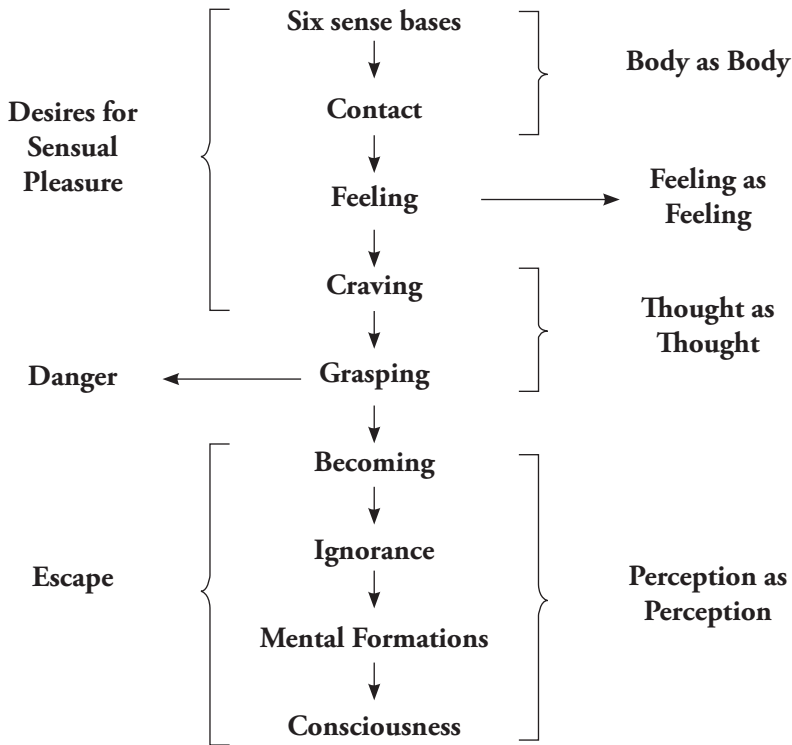 Six sense bases
Body as Body
Desires for
Sensual
Pleasure
Contact
Feeling
Feeling as
Feeling
Craving
Thought as
Thought
Danger
Grasping
Becoming
Ignorance
Escape
Perception as
Perception
Mental Formations
Consciousness